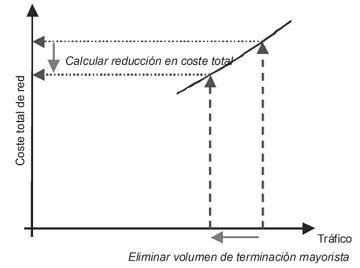 Calcular reducción en coste total
Coste total de red
Tráfico
Eliminar volumen de terminación mayorista